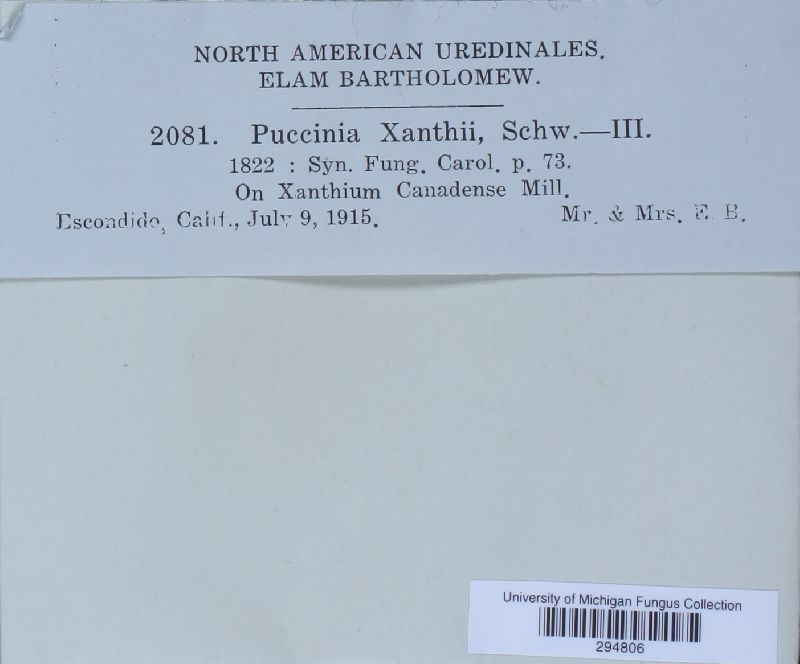 NORTH AMERICAN UREDINALES.
ELAM BARTHOLOMEW.
2081. Puccinia Xanthii, Schw.—III.
1822 : Syn. Fung. Carol. p. 73.
On Xanthium Canadense Mill.
Escondido, Calif., July 9, 1915. Mr. & Mrs. E. B.
University of Michigan Fungus Collection
294806